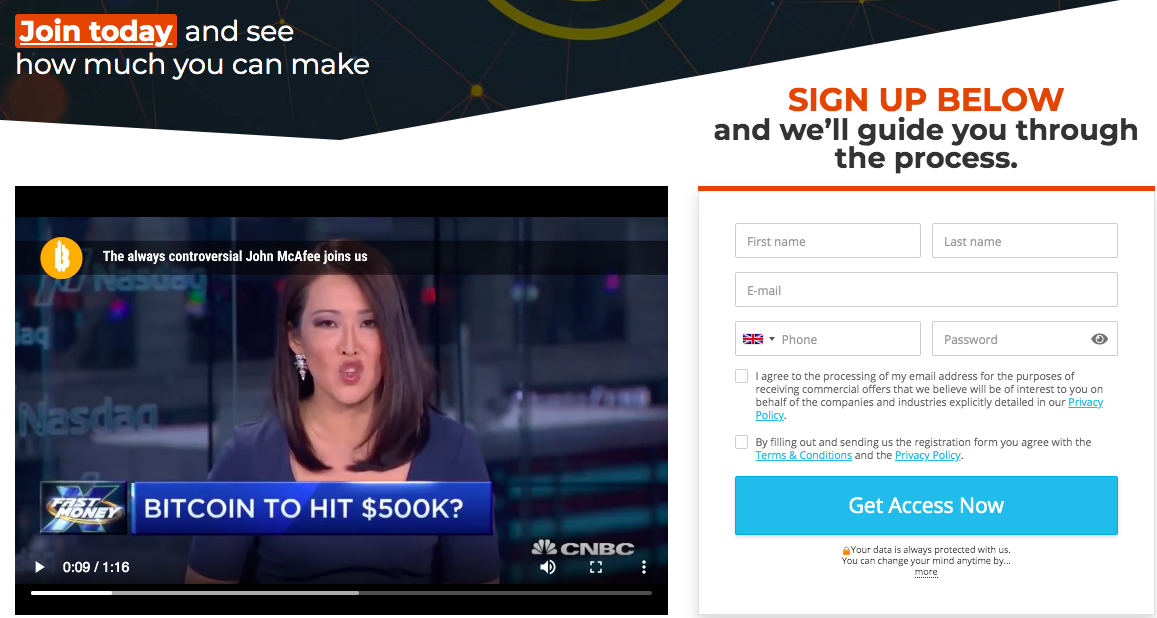 Join today and see
how much you can make
SIGN UP BELOW
and we'll guide you through
the process.
The always controversial John McAfee joins us
Nasdaq
Nasdaq
FAST
MONEY
BITCOIN TO HIT $500K?
CNBC
0:09 / 1:16
First name
Last name
E-mail
Phone
Password
I agree to the processing of my email address for the purposes of
receiving commercial offers that we believe will be of interest to you on
behalf of the companies and industries explicitly detailed in our Privacy
Policy.
By filling out and sending us the registration form you agree with the
Terms & Conditions and the Privacy Policy.
Get Access Now
Your data is always protected with us.
You can change your mind anytime by...
more